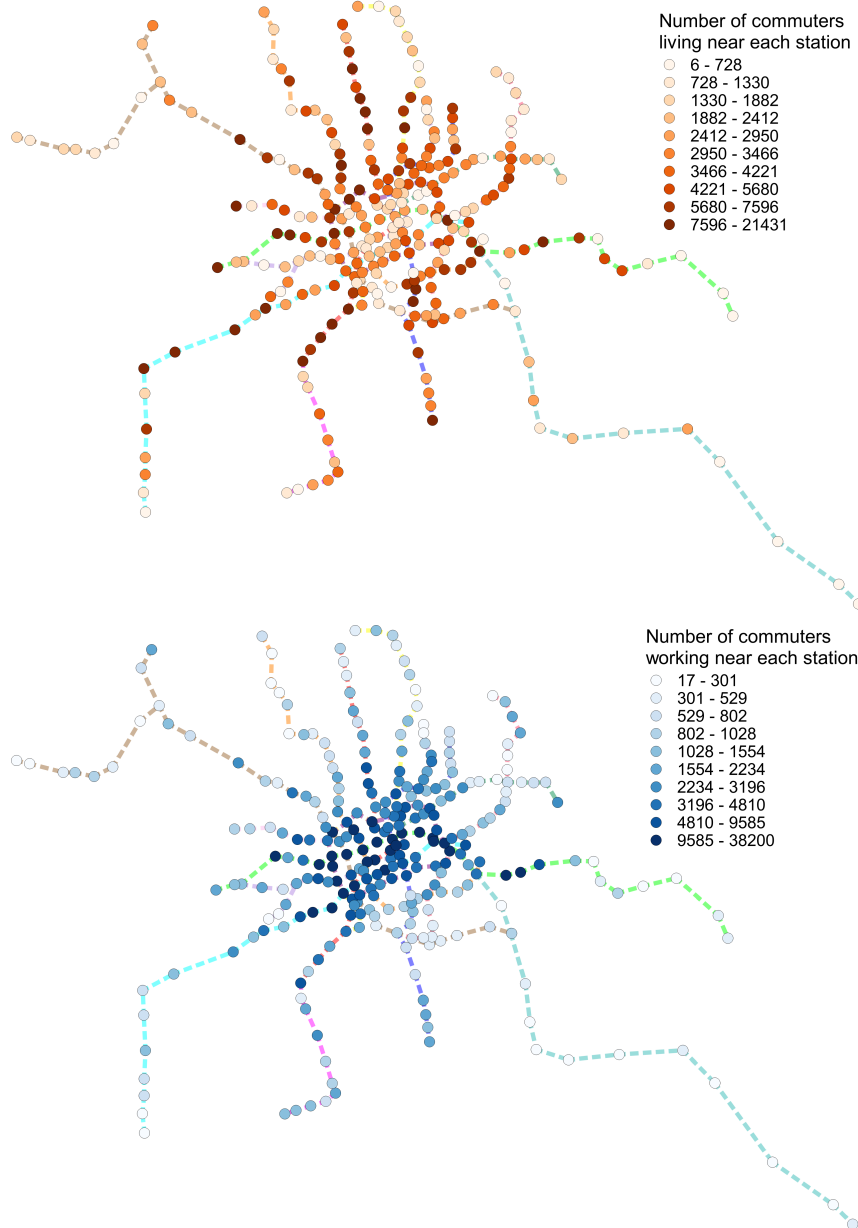 Number of commuters
living near each station
6 - 728
728 - 1330
1330 - 1882
1882 - 2412
2412 - 2950
2950 - 3466
3466 - 4221
4221 - 5680
5680 - 7596
7596 - 21431
Number of commuters
working near each station
17 - 301
301 - 529
529 - 802
802 - 1028
1028 - 1554
1554 - 2234
2234 - 3196
3196 - 4810
4810 - 9585
9585 - 38200